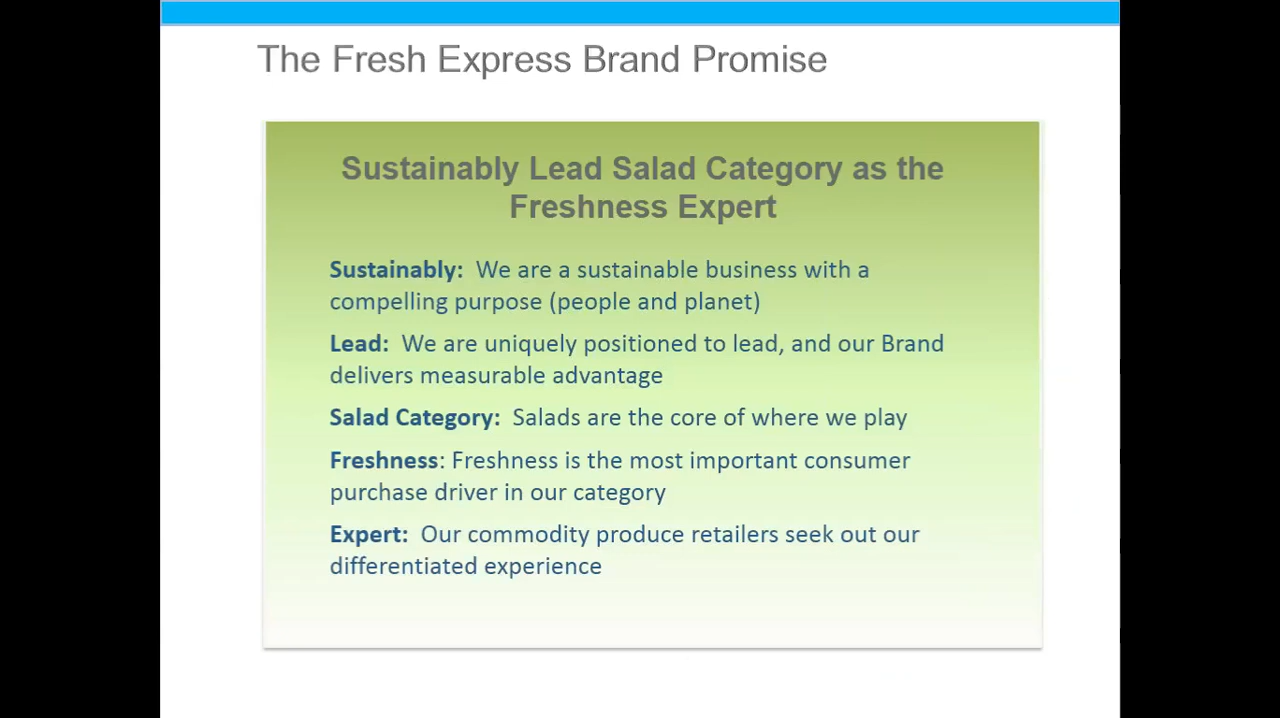 The Fresh Express Brand Promise
Sustainably Lead Salad Category as the
Freshness Expert
Sustainably: We are a sustainable business with a
compelling purpose (people and planet)
Lead: We are uniquely positioned to lead, and our Brand
delivers measurable advantage
Salad Category: Salads are the core of where we play
Freshness: Freshness is the most important consumer
purchase driver in our category
Expert: Our commodity produce retailers seek out our
differentiated experience